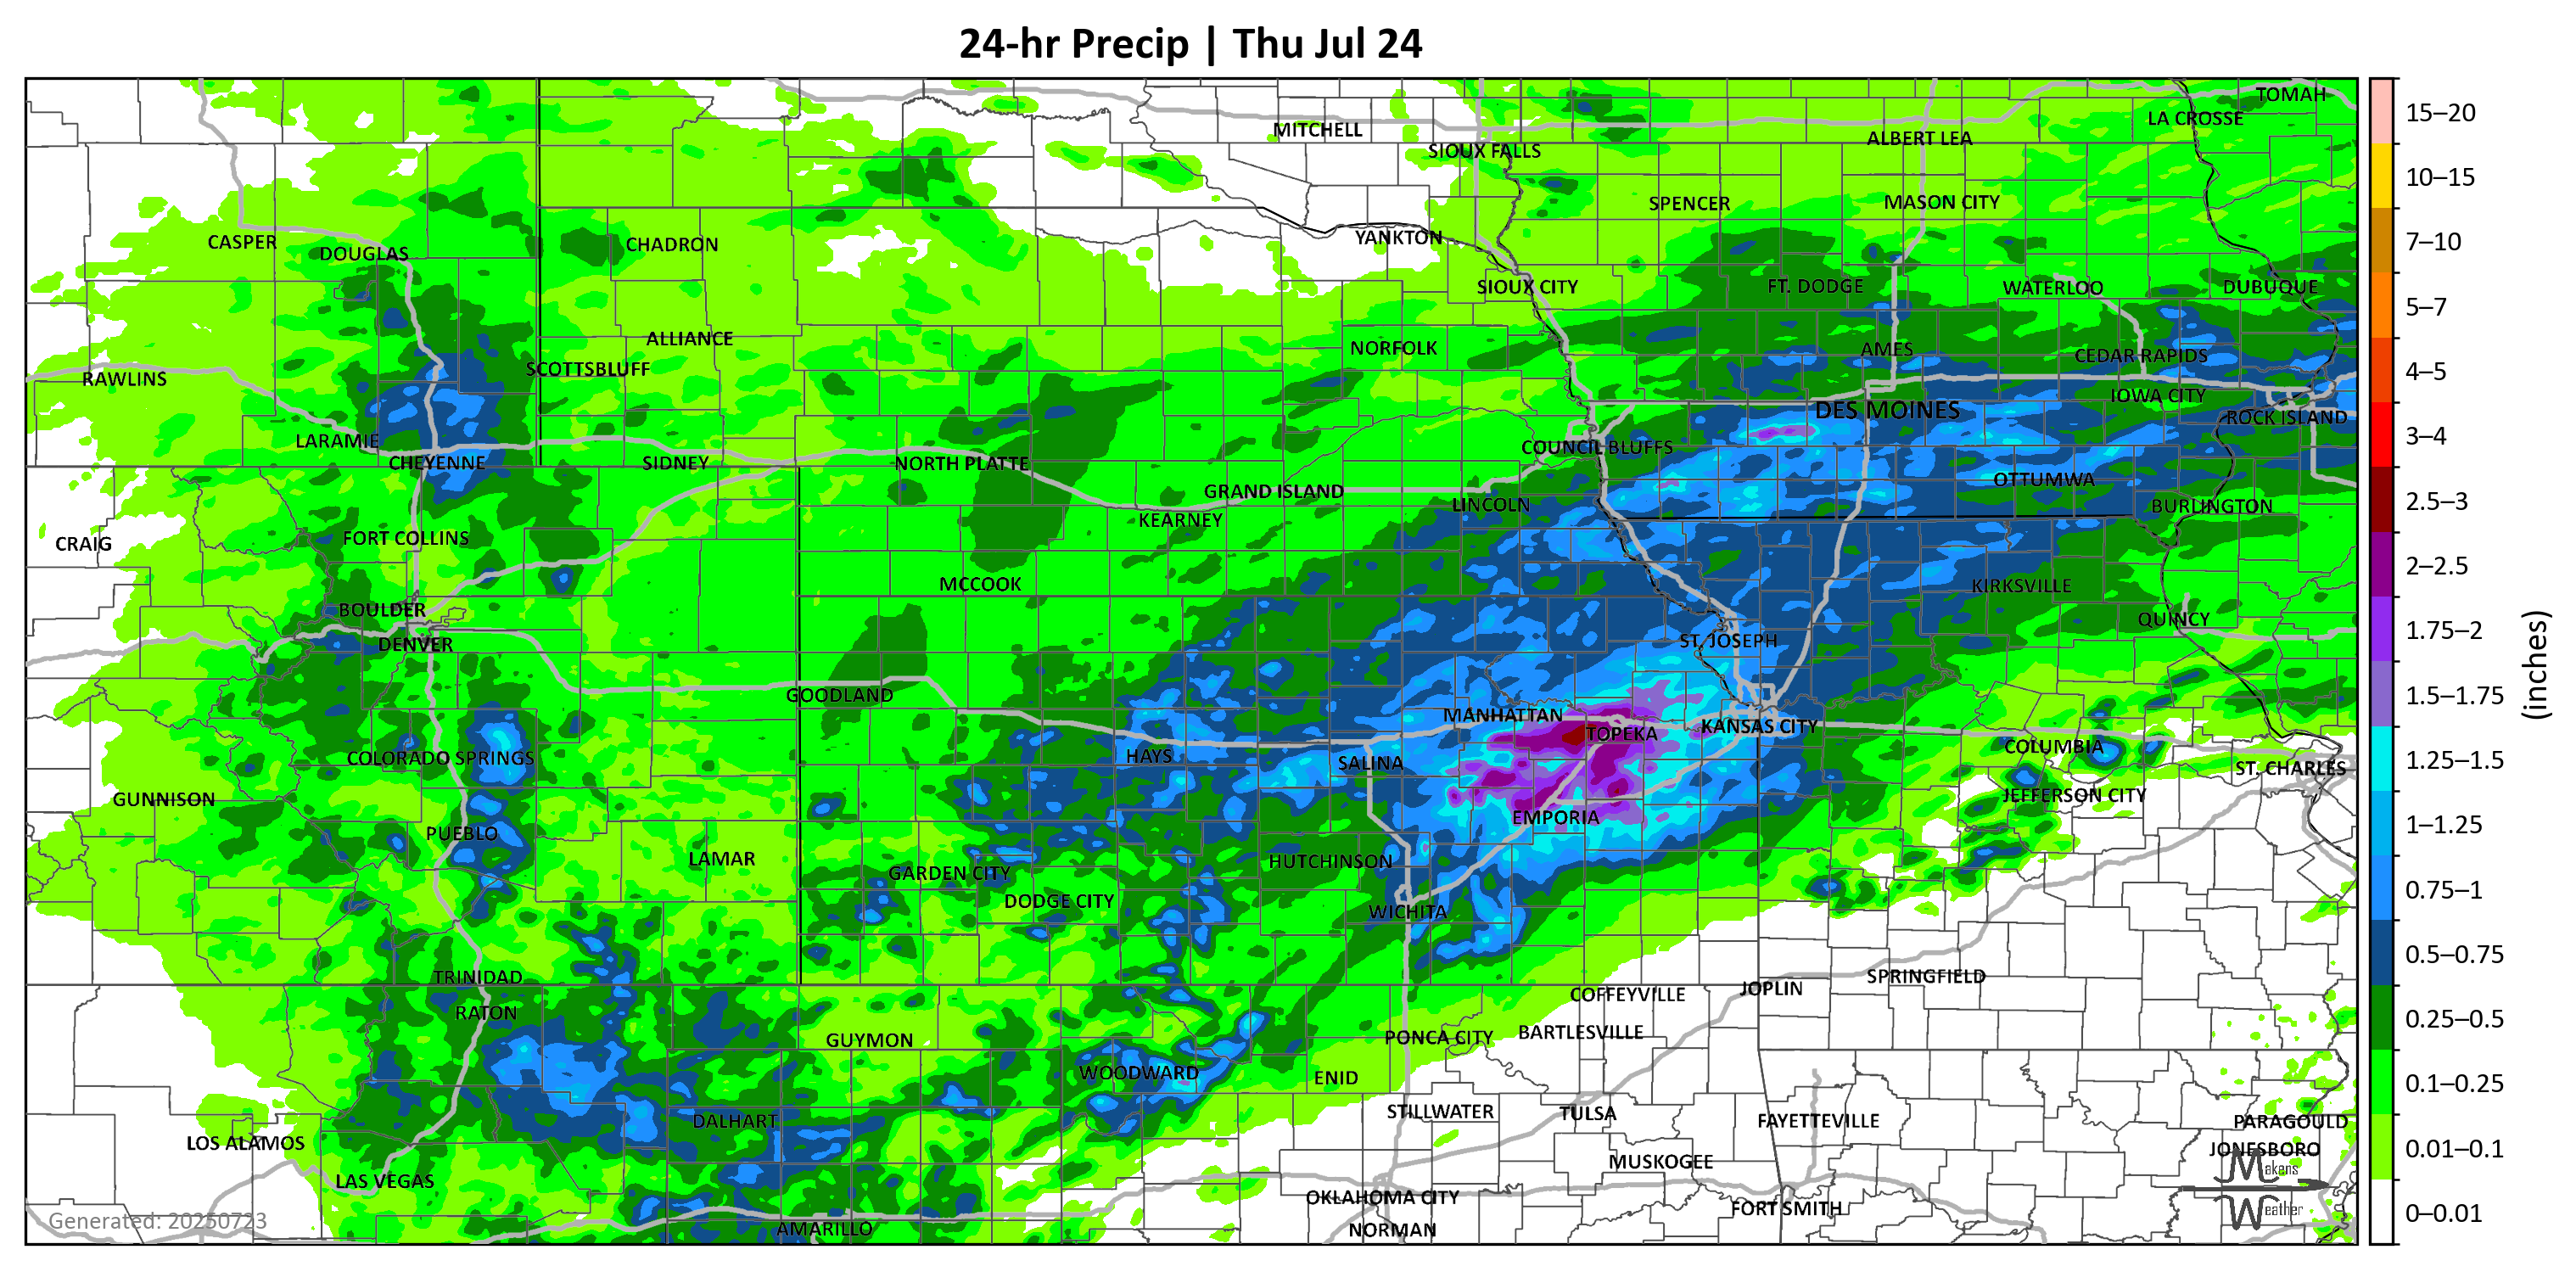 24-hr Precip | Thu Jul 24
TOMAH
LA CROSSE
MITCHELL
ALBERT LEA
SIOUX FALLS
SPENCER
MASON CITY
YANKTON
CASPER
CHADRON
DOUGLAS
SIOUX CITY
FT. DODGE
WATERLOO
DUBUQUE
ALLIANCE
NORFOLK
AMES
CEDAR RAPIDS
SCOTTSBLUFF
RAWLINS
IOWA CITY
DES MOINES
ROCK ISLAND
LARAMIE
COUNCIL BLUFFS
CHEYENNE
SIDNEY
NORTH PLATTE
OTTUMWA
GRAND ISLAND
LINCOLN
BURLINGTON
KEARNEY
FORT COLLINS
CRAIG
MCCOOK
KIRKSVILLE
BOULDER
QUINCY
DENVER
ST. JOSEPH
GOODLAND
MANHATTAN
KANSAS CITY
TOPEKA
COLUMBIA
HAYS
COLORADO SPRINGS
SALINA
ST. CHARLES
JEFFERSON CITY
GUNNISON
EMPORIA
PUEBLO
LAMAR
HUTCHINSON
GARDEN CITY
DODGE CITY
WICHITA
TRINIDAD
SPRINGFIELD
JOPLIN
COFFEYVILLE
RATON
BARTLESVILLE
PONCA CITY
GUYMON
WOODWARD
ENID
STILLWATER
TULSA
DALHART
FAYETTEVILLE
PARAGOULD
LOS ALAMOS
JONESBORO
MUSKOGEE
LAS VEGAS
OKLAHOMA CITY
FORT SMITH
AMARILLO
NORMAN
Generated: 20250723
Makens
Weather
15–20
10–15
7–10
5–7
4–5
3–4
2.5–3
2–2.5
1.75–2
1.5–1.75
1.25–1.5
1–1.25
0.75–1
0.5–0.75
0.25–0.5
0.1–0.25
0.01–0.1
0–0.01
(inches)